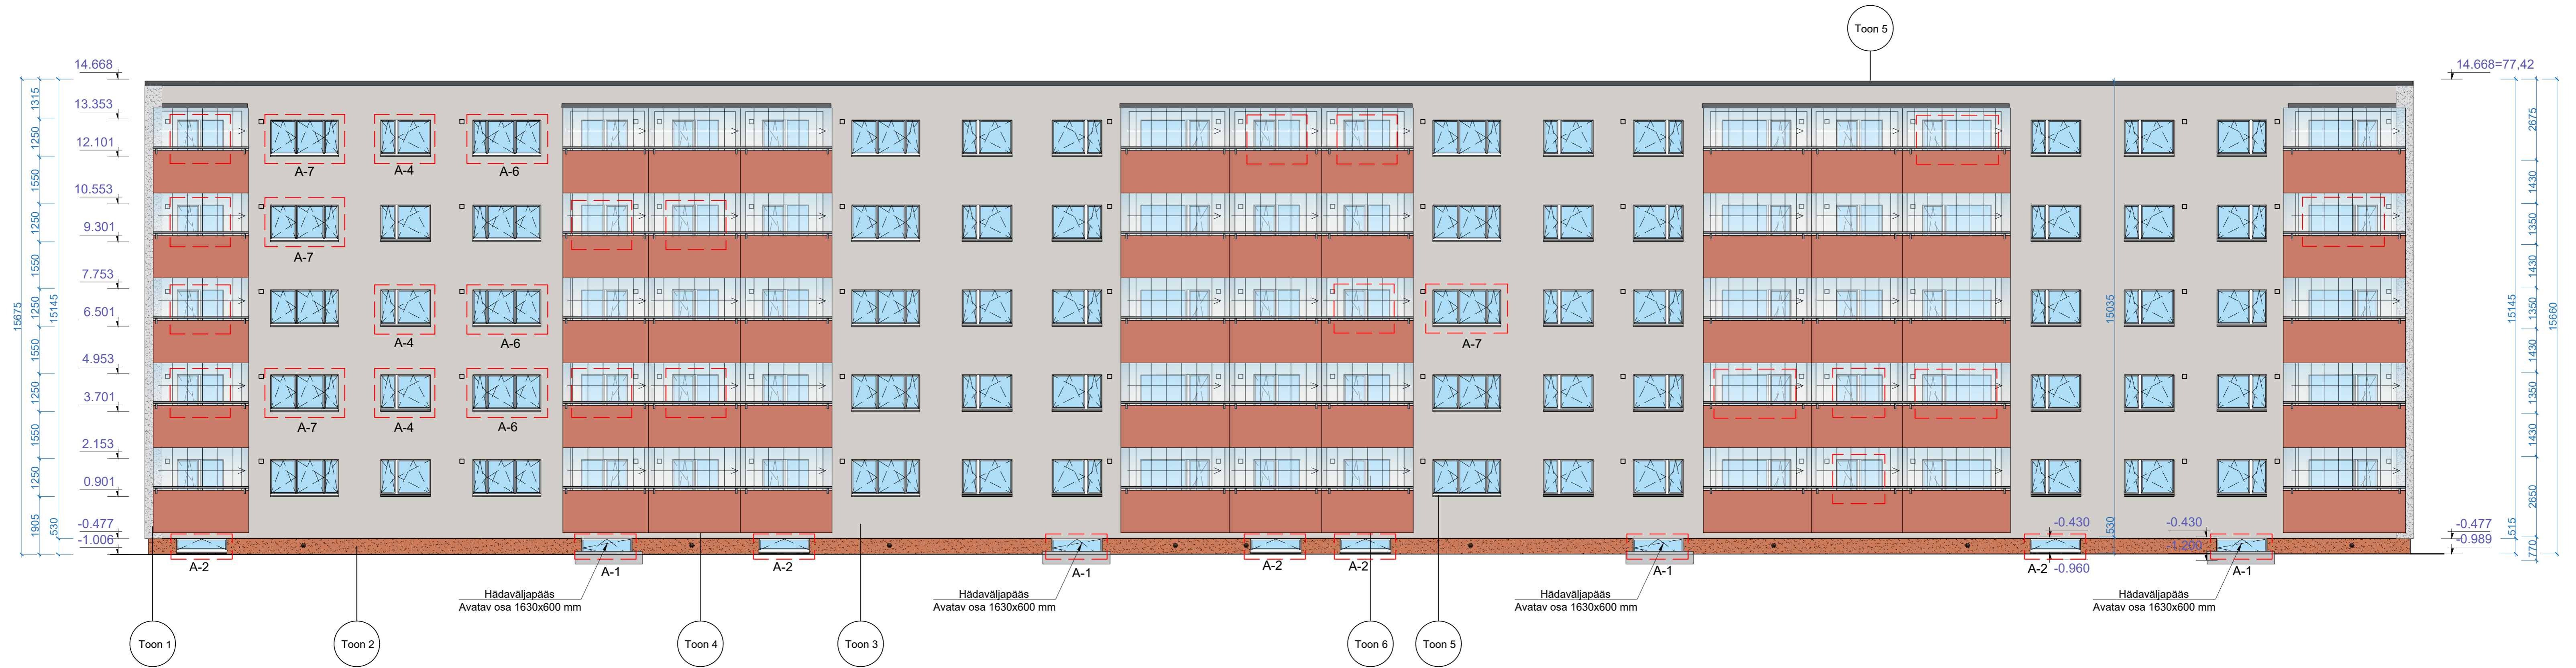 Toon 5
14.668
14.668=77,42
13.353
12.101
10.553
9.301
7.753
6.501
4.953
3.701
2.153
0.901
-0.477
-1.006
15675
1315
1250
1550
1250
1550
1250
1550
1250
1550
1250
1905
15145
530
A-7
A-4
A-6
A-7
A-4
A-6
A-7
A-7
A-4
A-6
15035
530
-0.430
-0.430
-1.200
-0.960
-0.477
-0.989
15145
515
2675
1430
1350
1430
1350
1430
1350
1430
2650
770
15660
A-2
A-1
A-2
A-1
A-2
A-2
A-1
A-2
A-1
Hädaväljapääs
Avatav osa 1630x600 mm
Hädaväljapääs
Avatav osa 1630x600 mm
Hädaväljapääs
Avatav osa 1630x600 mm
Hädaväljapääs
Avatav osa 1630x600 mm
Toon 1
Toon 2
Toon 4
Toon 3
Toon 6
Toon 5